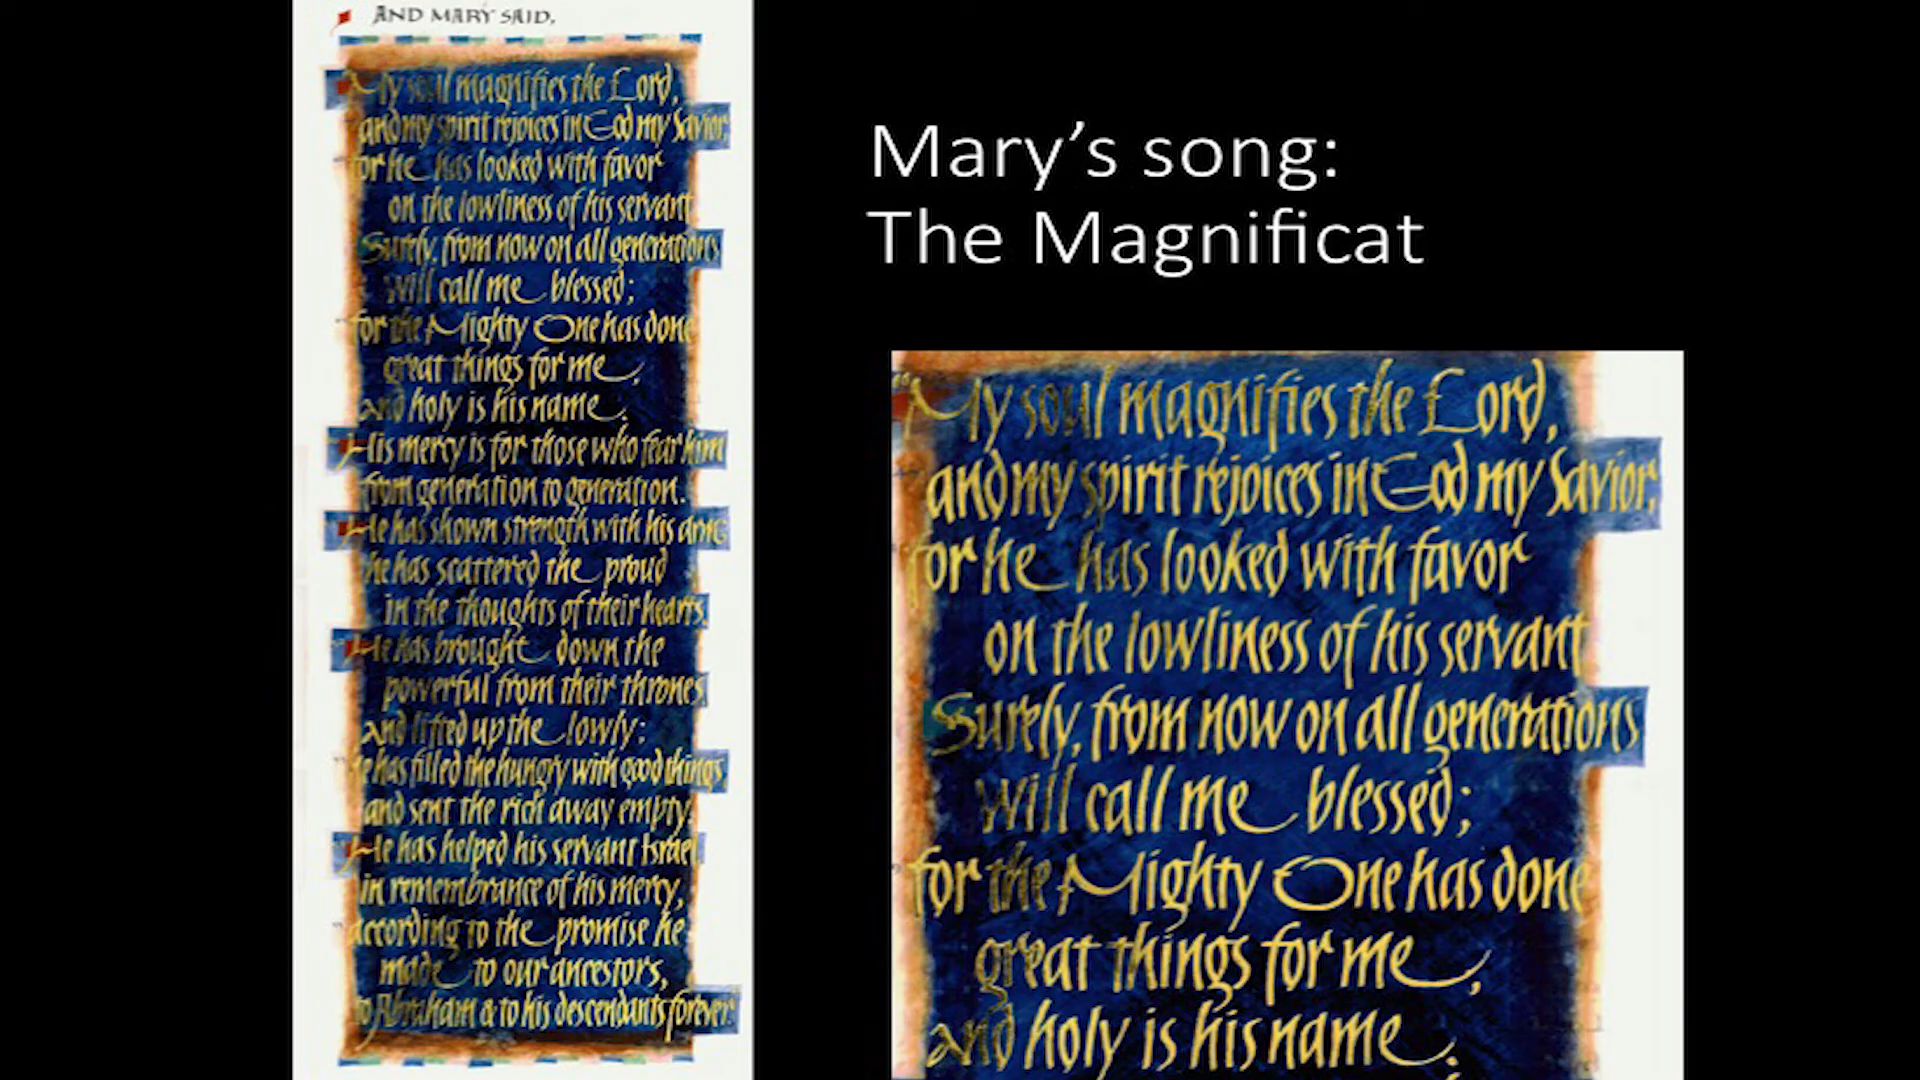 AND MARY SAID,
"My soul magnifies the Lord,
and my spirit rejoices in God my Savior,
for he has looked with favor
on the lowliness of his servant
Surely, from now on all generations
will call me blessed;
for the Mighty One has done
great things for me,
and holy is his name.
His mercy is for those who fear him
from generation to generation.
He has shown strength with his arm;
he has scattered the proud
in the thoughts of their hearts.
He has brought down the
powerful from their thrones,
and lifted up the lowly;
he has filled the hungry with good things,
and sent the rich away empty.
He has helped his servant Israel,
in remembrance of his mercy,
according to the promise he
made to our ancestors,
to Abraham & to his descendants forever."
Mary's song:
The Magnificat
"My soul magnifies the Lord,
and my spirit rejoices in God my Savior,
for he has looked with favor
on the lowliness of his servant
Surely, from now on all generations
will call me blessed;
for the Mighty One has done
great things for me,
and holy is his name.